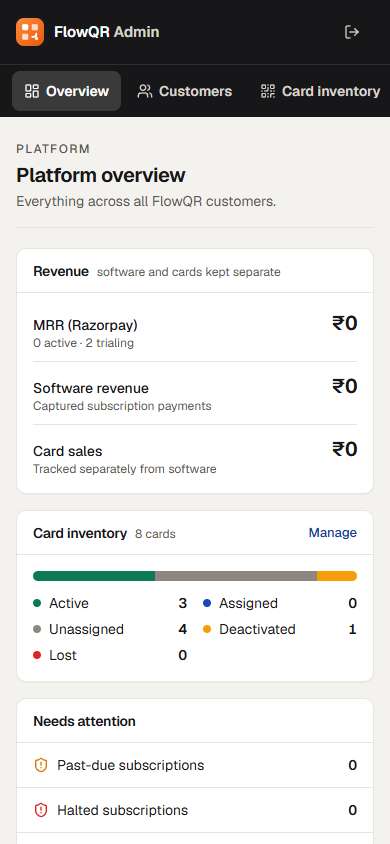 FlowQR Admin
Overview
Customers
Card inventory
PLATFORM
Platform overview
Everything across all FlowQR customers.
Revenue software and cards kept separate
MRR (Razorpay) ₹0
0 active · 2 trialing
Software revenue ₹0
Captured subscription payments
Card sales ₹0
Tracked separately from software
Card inventory 8 cards Manage
Active 3 Assigned 0
Unassigned 4 Deactivated 1
Lost 0
Needs attention
Past-due subscriptions 0
Halted subscriptions 0